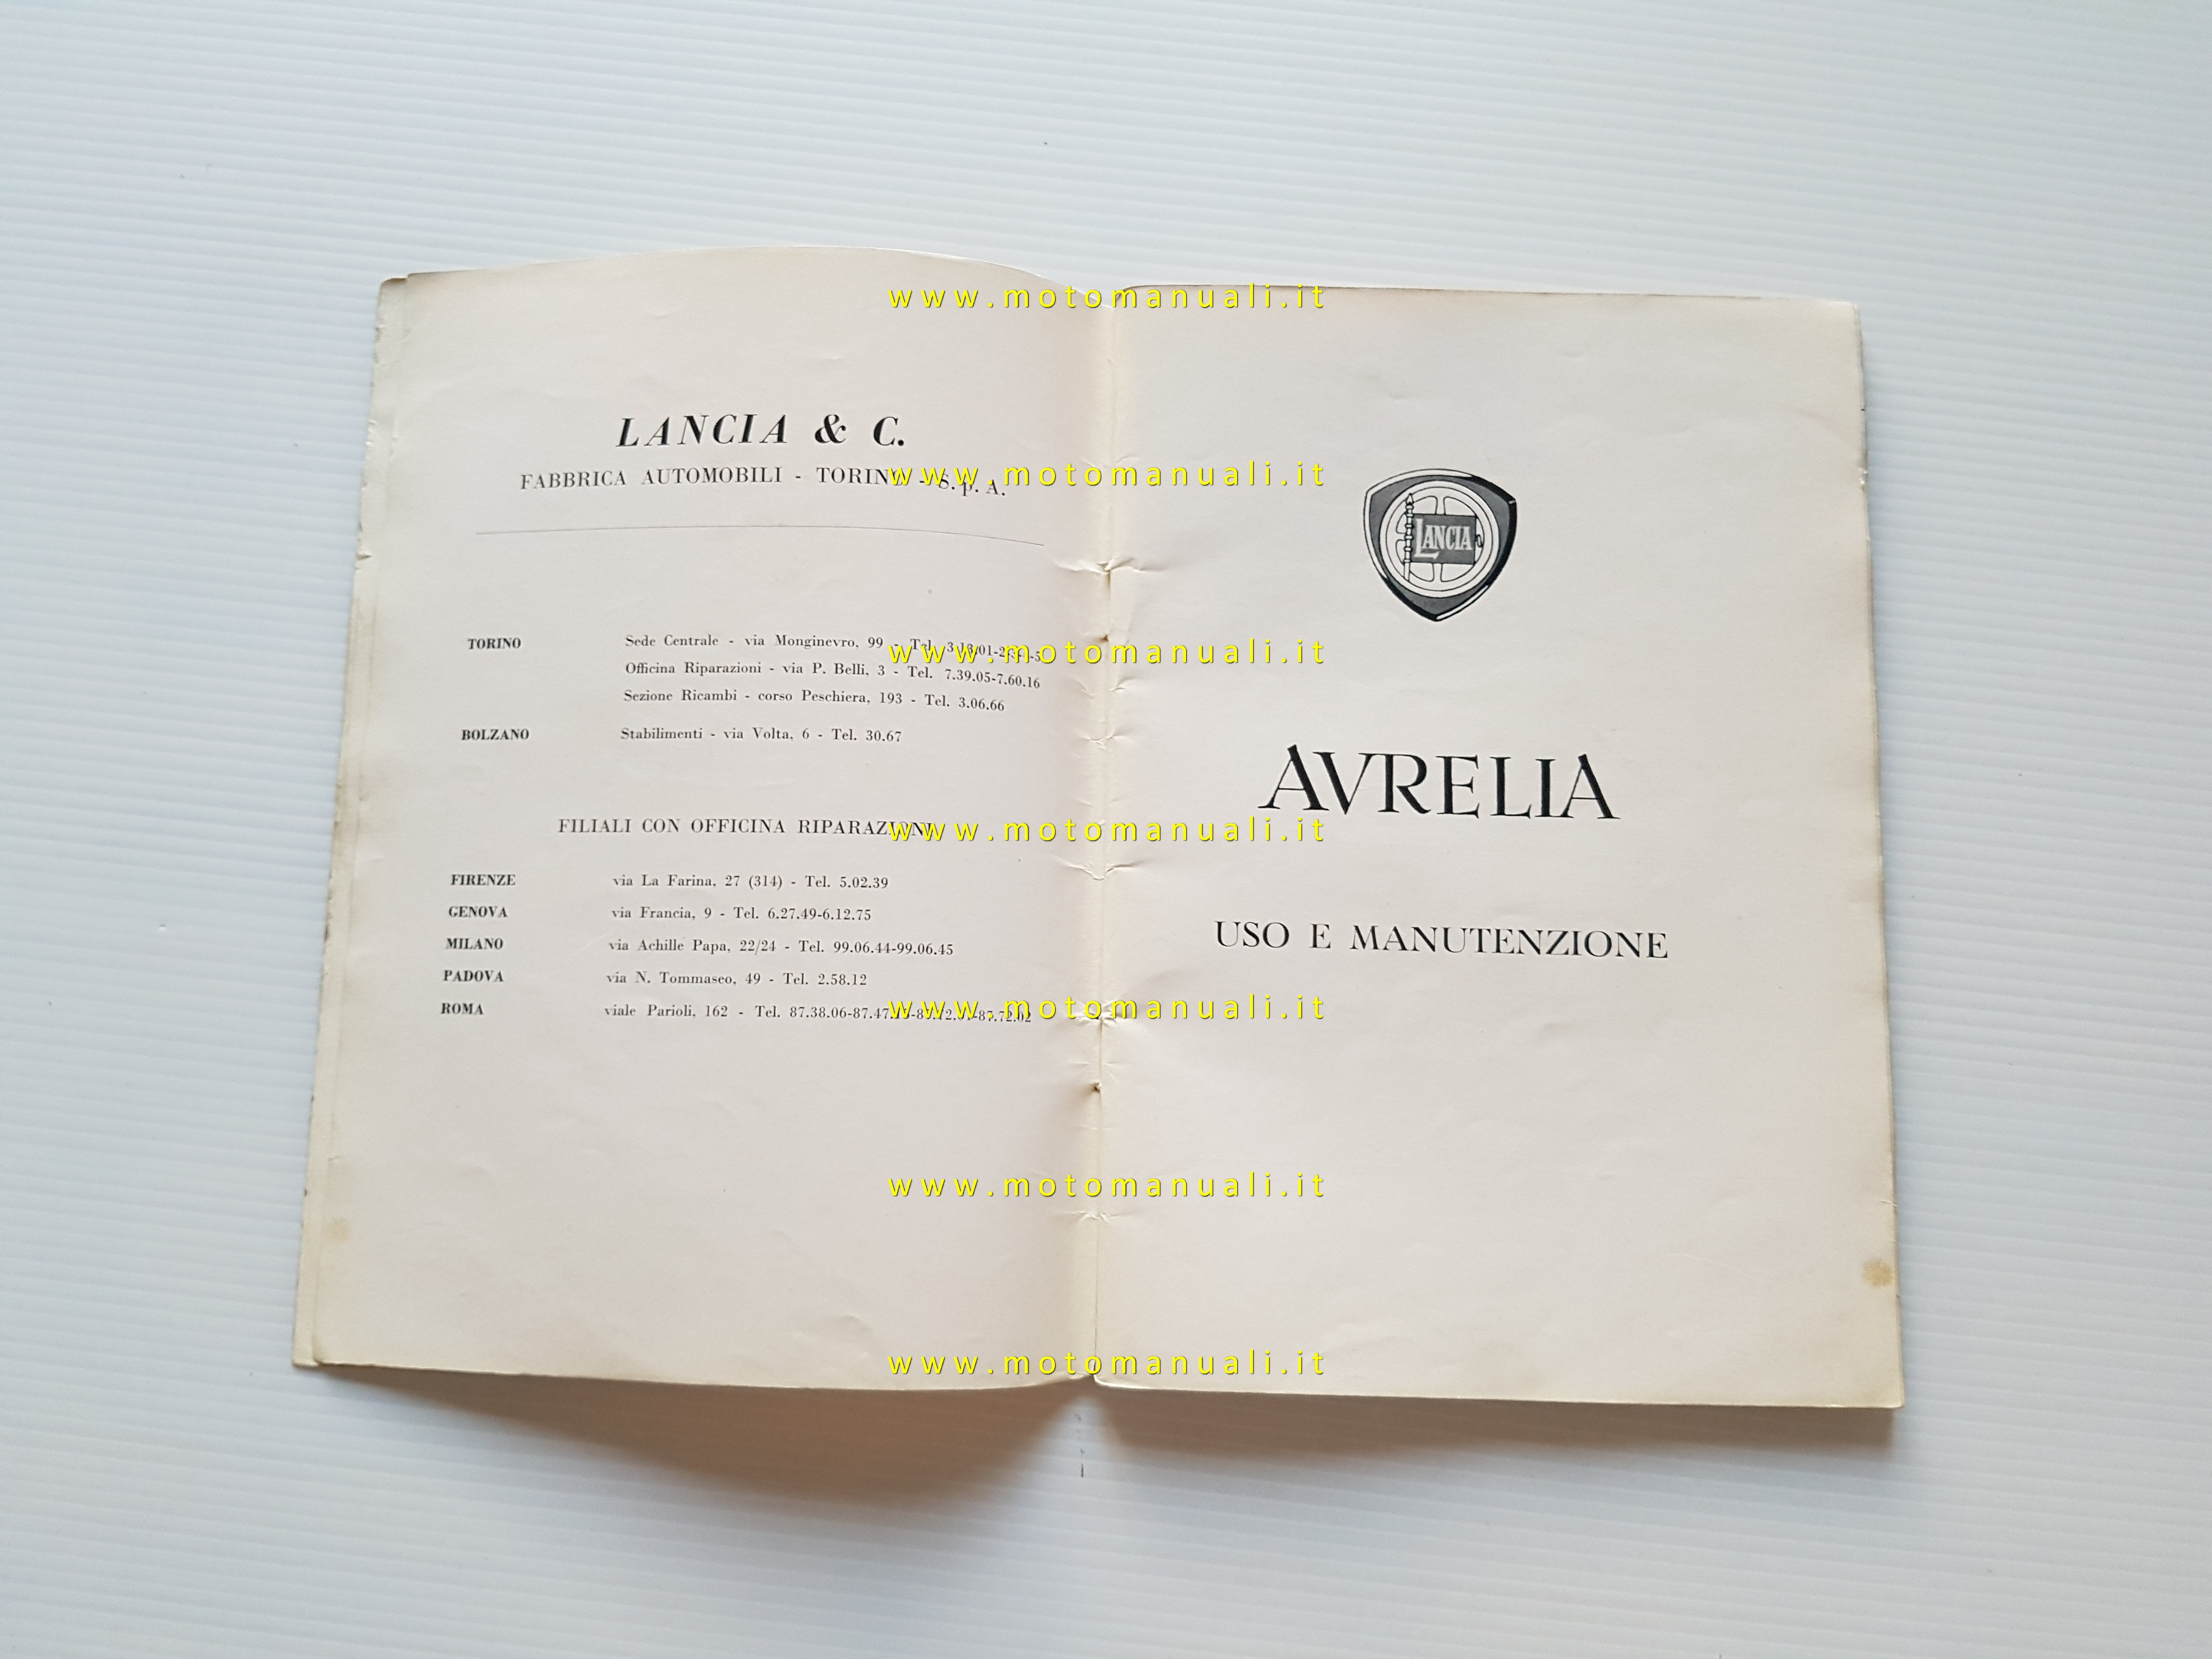 LANCIA & C.
FABBRICA AUTOMOBILI - TORINO - S. p. A.
TORINO Sede Centrale - via Monginevro, 99 - Tel.
Officina Riparazioni - via P. Belli, 3 - Tel. 7.39.05-7.60.16
Sezione Ricambi - corso Peschiera, 193 - Tel. 3.06.66
BOLZANO Stabilimenti - via Volta, 6 - Tel. 30.67
FILIALI CON OFFICINA RIPARAZIONI
FIRENZE via La Farina, 27 (314) - Tel. 5.02.39
GENOVA via Francia, 9 - Tel. 6.27.49-6.12.75
MILANO via Achille Papa, 22/24 - Tel. 99.06.44-99.06.45
PADOVA via N. Tommaseo, 49 - Tel. 2.58.12
ROMA viale Parioli, 162 - Tel.
LANCIA
AVRELIA
USO E MANUTENZIONE
www.motomanuali.it
www.motomanuali.it
www.motomanuali.it
www.motomanuali.it
www.motomanuali.it
www.motomanuali.it
www.motomanuali.it